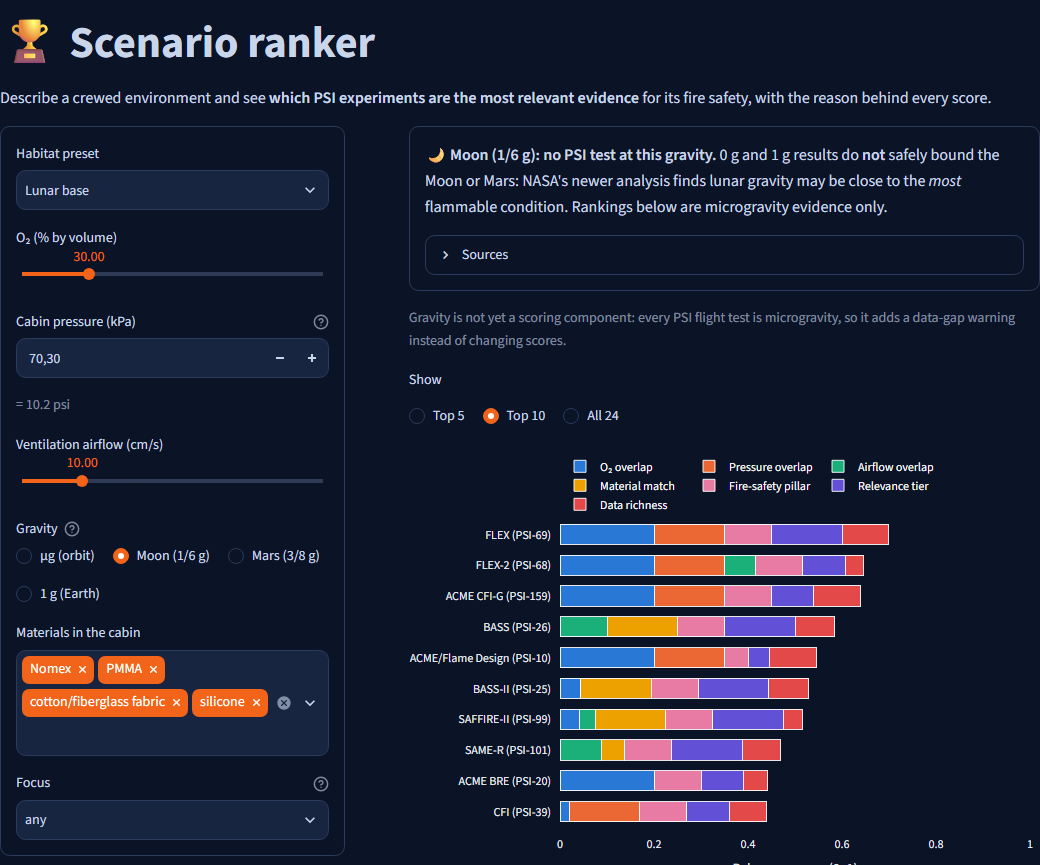 Scenario ranker
Describe a crewed environment and see which PSI experiments are the most relevant evidence for its fire safety, with the reason behind every score.
Habitat preset
Lunar base
O₂ (% by volume)
30.00
Cabin pressure (kPa)
70,30
= 10.2 psi
Ventilation airflow (cm/s)
10.00
Gravity
µg (orbit)
Moon (1/6 g)
Mars (3/8 g)
1 g (Earth)
Materials in the cabin
Nomex × PMMA ×
cotton/fiberglass fabric × silicone ×
Focus
any
Moon (1/6 g): no PSI test at this gravity. 0 g and 1 g results do not safely bound the
Moon or Mars: NASA's newer analysis finds lunar gravity may be close to the most
flammable condition. Rankings below are microgravity evidence only.
Sources
Gravity is not yet a scoring component: every PSI flight test is microgravity, so it adds a data-gap warning
instead of changing scores.
Show
Top 5
Top 10
All 24
O₂ overlap
Pressure overlap
Airflow overlap
Material match
Fire-safety pillar
Relevance tier
Data richness
FLEX (PSI-69)
FLEX-2 (PSI-68)
ACME CFI-G (PSI-159)
BASS (PSI-26)
ACME/Flame Design (PSI-10)
BASS-II (PSI-25)
SAFFIRE-II (PSI-99)
SAME-R (PSI-101)
ACME BRE (PSI-20)
CFI (PSI-39)
0 0.2 0.4 0.6 0.8 1